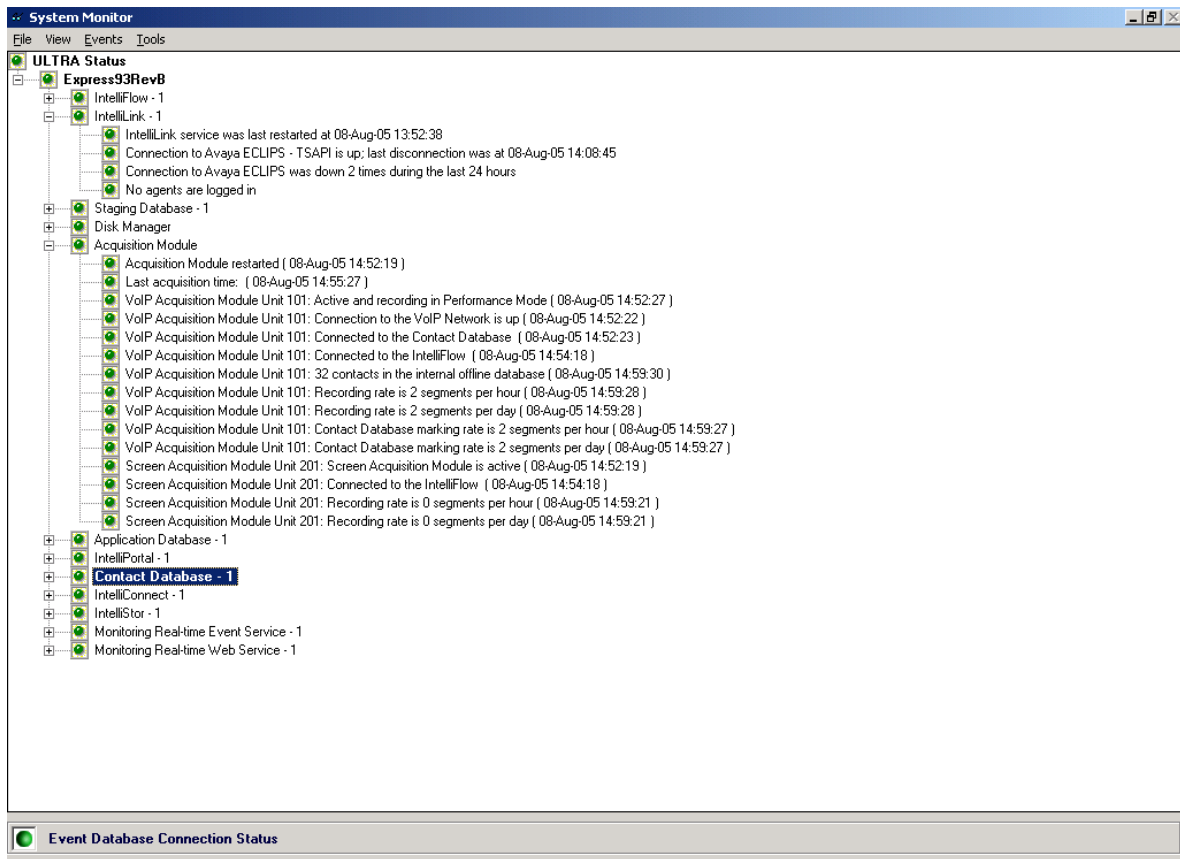 System Monitor
File View Events Tools
ULTRA Status
Express93RevB
IntelliFlow - 1
IntelliLink - 1
IntelliLink service was last restarted at 08-Aug-05 13:52:38
Connection to Avaya ECLIPS - TSAPI is up; last disconnection was at 08-Aug-05 14:08:45
Connection to Avaya ECLIPS was down 2 times during the last 24 hours
No agents are logged in
Staging Database - 1
Disk Manager
Acquisition Module
Acquisition Module restarted ( 08-Aug-05 14:52:19 )
Last acquisition time: ( 08-Aug-05 14:55:27 )
VoIP Acquisition Module Unit 101: Active and recording in Performance Mode ( 08-Aug-05 14:52:27 )
VoIP Acquisition Module Unit 101: Connection to the VoIP Network is up ( 08-Aug-05 14:52:22 )
VoIP Acquisition Module Unit 101: Connected to the Contact Database ( 08-Aug-05 14:52:23 )
VoIP Acquisition Module Unit 101: Connected to the IntelliFlow ( 08-Aug-05 14:54:18 )
VoIP Acquisition Module Unit 101: 32 contacts in the internal offline database ( 08-Aug-05 14:59:30 )
VoIP Acquisition Module Unit 101: Recording rate is 2 segments per hour ( 08-Aug-05 14:59:28 )
VoIP Acquisition Module Unit 101: Recording rate is 2 segments per day ( 08-Aug-05 14:59:28 )
VoIP Acquisition Module Unit 101: Contact Database marking rate is 2 segments per hour ( 08-Aug-05 14:59:27 )
VoIP Acquisition Module Unit 101: Contact Database marking rate is 2 segments per day ( 08-Aug-05 14:59:27 )
Screen Acquisition Module Unit 201: Screen Acquisition Module is active ( 08-Aug-05 14:52:19 )
Screen Acquisition Module Unit 201: Connected to the IntelliFlow ( 08-Aug-05 14:54:18 )
Screen Acquisition Module Unit 201: Recording rate is 0 segments per hour ( 08-Aug-05 14:59:21 )
Screen Acquisition Module Unit 201: Recording rate is 0 segments per day ( 08-Aug-05 14:59:21 )
Application Database - 1
IntelliPortal - 1
Contact Database - 1
IntelliConnect - 1
IntelliStor - 1
Monitoring Real-time Event Service - 1
Monitoring Real-time Web Service - 1
Event Database Connection Status